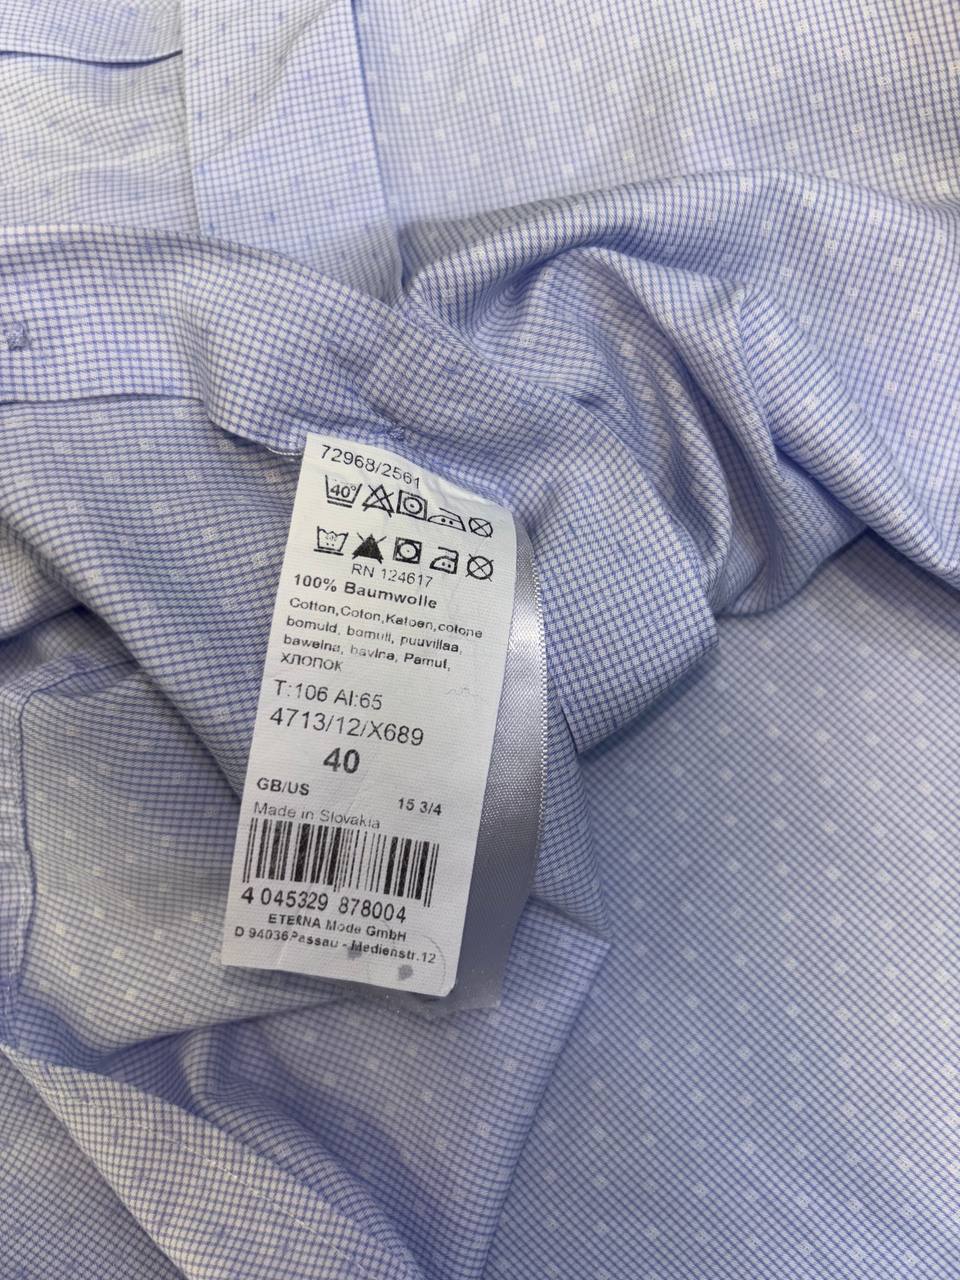 72968/2561
40°
RN 124617
100% Baumwolle
Cotton,Coton,Katoen,cotone
bomuld, bomull, puuvillaa,
bawelna, bavlna, Pamut,
ХЛОПОК
T:106 Al:65
4713/12/X689
40
GB/US 15 3/4
Made in Slovakia
4 045329 878004
ETERNA Mode GmbH
D 94036 Passau - Medienstr.12